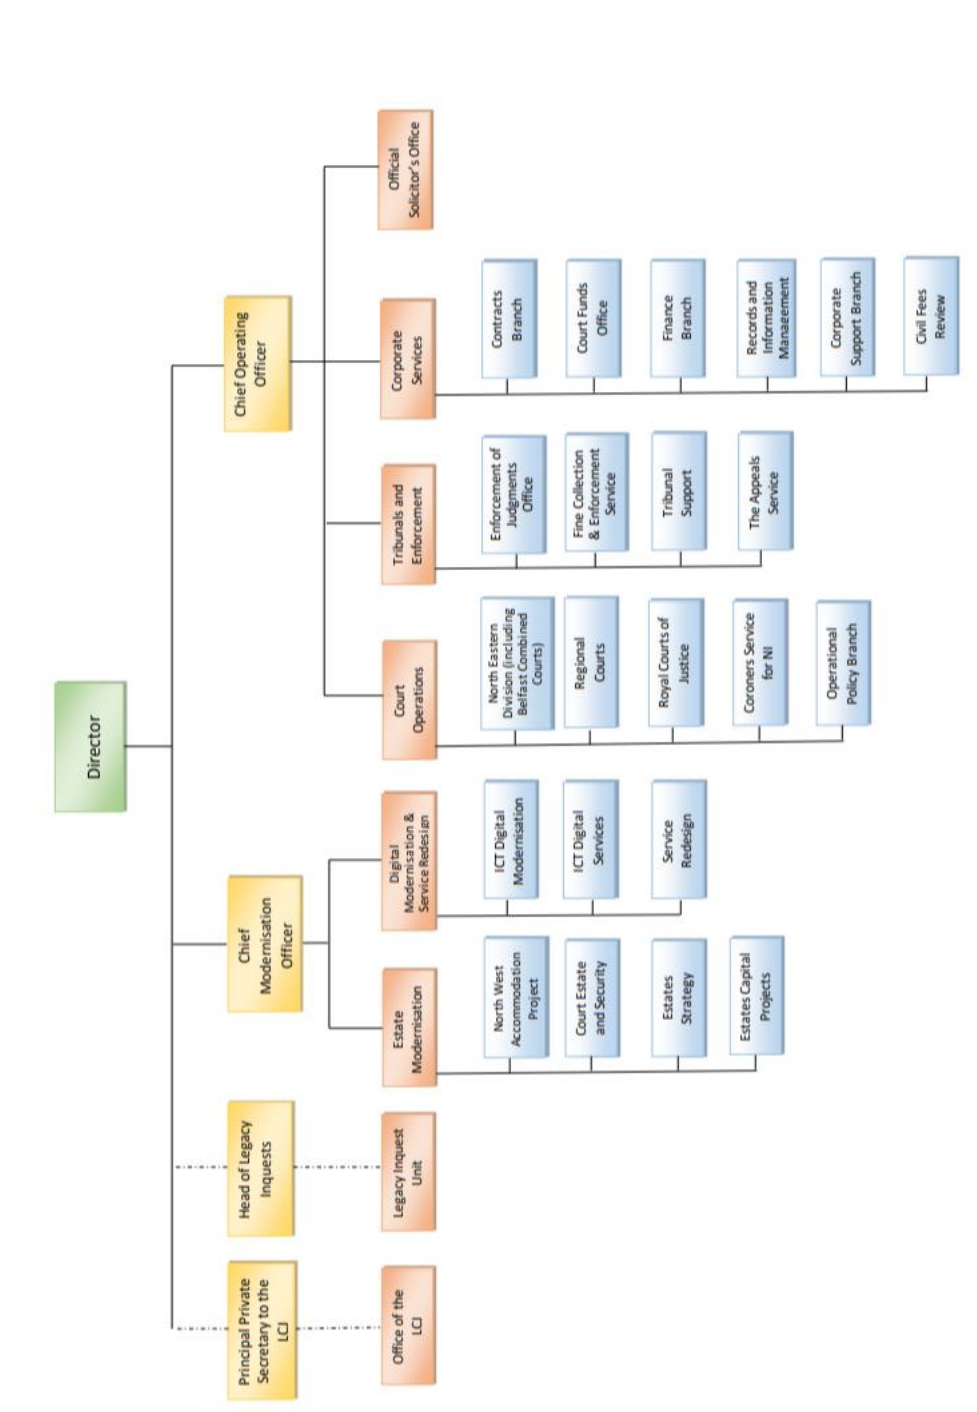 Director
Principal Private
Secretary to the
LCJ
Head of Legacy
Inquests
Chief
Modernisation
Officer
Chief Operating
Officer
Office of the
LCJ
Legacy Inquest
Unit
Estate
Modernisation
Digital
Modernisation &
Service Redesign
Court
Operations
Tribunals and
Enforcement
Corporate
Services
Official
Solicitor's Office
North West
Accommodation
Project
Court Estate
and Security
Estates
Strategy
Estates Capital
Projects
ICT Digital
Modernisation
ICT Digital
Services
Service
Redesign
North Eastern
Division (including
Belfast Combined
Courts)
Regional
Courts
Royal Courts of
Justice
Coroners Service
for NI
Operational
Policy Branch
Enforcement of
Judgments
Office
Fine Collection
& Enforcement
Service
Tribunal
Support
The Appeals
Service
Contracts
Branch
Court Funds
Office
Finance
Branch
Records and
Information
Management
Corporate
Support Branch
Civil Fees
Review